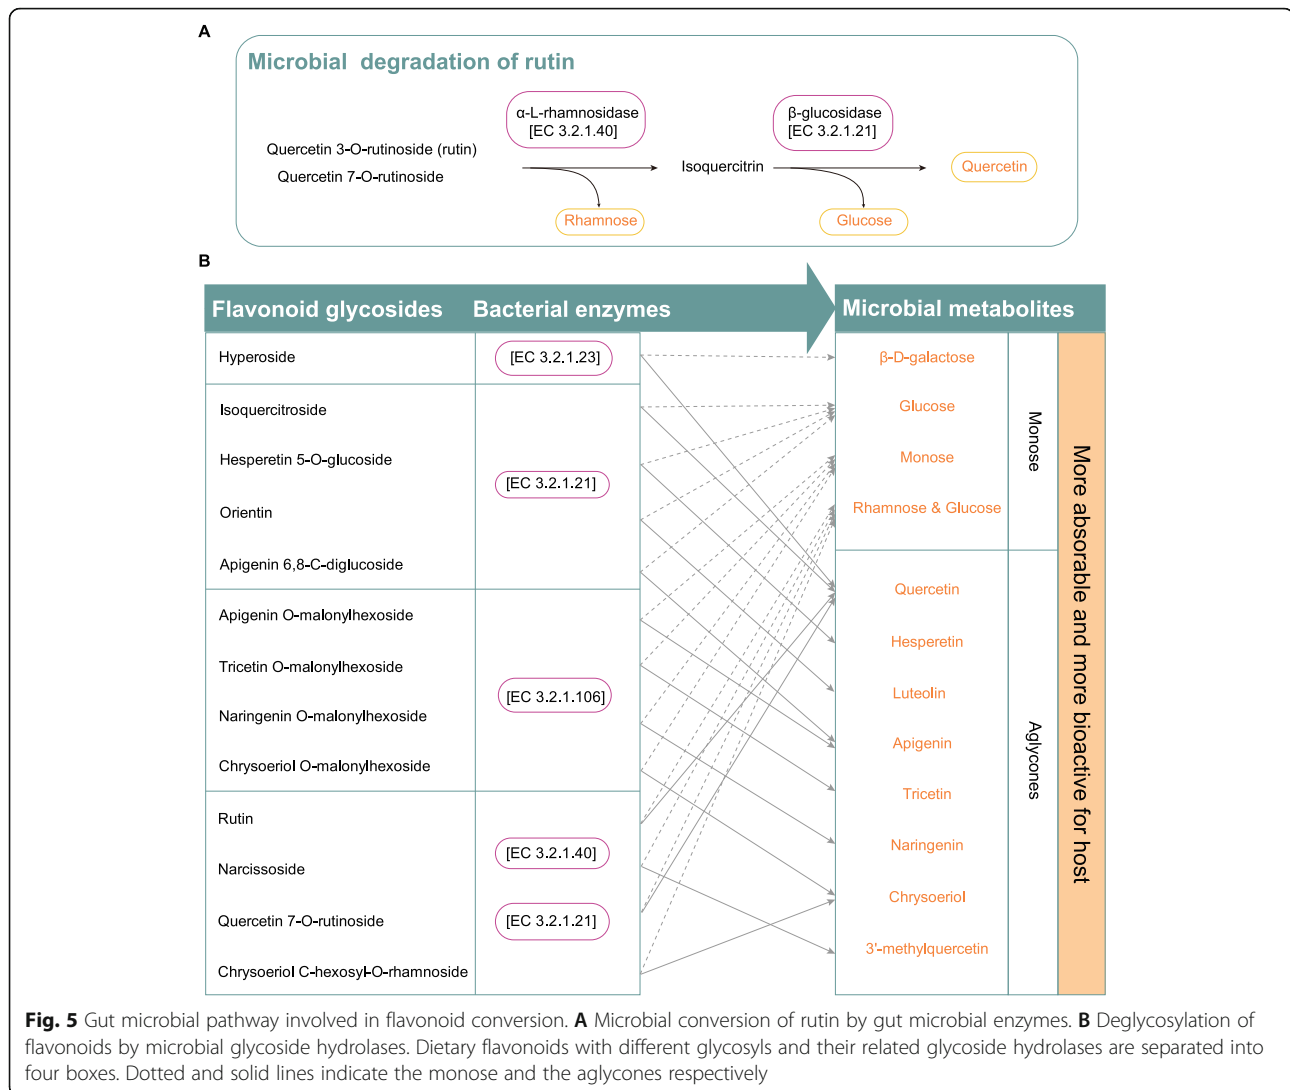 A
Microbial degradation of rutin
α-L-rhamnosidase
[EC 3.2.1.40]
β-glucosidase
[EC 3.2.1.21]
Quercetin 3-O-rutinoside (rutin)
Quercetin 7-O-rutinoside
Isoquercitrin
Quercetin
Rhamnose
Glucose
B
Flavonoid glycosides
Bacterial enzymes
Microbial metabolites
Hyperoside
Isoquercitroside
Hesperetin 5-O-glucoside
Orientin
Apigenin 6,8-C-diglucoside
Apigenin O-malonylhexoside
Tricetin O-malonylhexoside
Naringenin O-malonylhexoside
Chrysoeriol O-malonylhexoside
Rutin
Narcissoside
Quercetin 7-O-rutinoside
Chrysoeriol C-hexosyl-O-rhamnoside
[EC 3.2.1.23]
[EC 3.2.1.21]
[EC 3.2.1.106]
[EC 3.2.1.40]
[EC 3.2.1.21]
β-D-galactose
Glucose
Monose
Rhamnose & Glucose
Quercetin
Hesperetin
Luteolin
Apigenin
Tricetin
Naringenin
Chrysoeriol
3'-methylquercetin
Monose
Aglycones
More absorable and more bioactive for host
Fig. 5 Gut microbial pathway involved in flavonoid conversion. A Microbial conversion of rutin by gut microbial enzymes. B Deglycosylation of
flavonoids by microbial glycoside hydrolases. Dietary flavonoids with different glycosyls and their related glycoside hydrolases are separated into
four boxes. Dotted and solid lines indicate the monose and the aglycones respectively